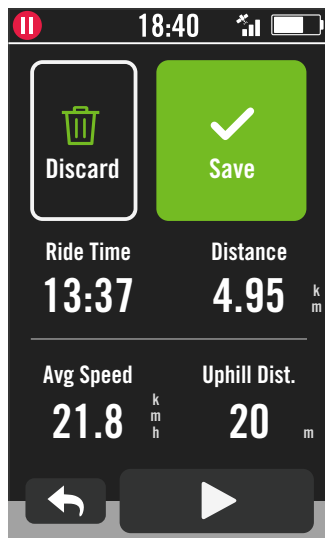 18:40
Discard
Save
Ride Time
Distance
13:37
4.95 km
Avg Speed
Uphill Dist.
21.8 kmh
20 m